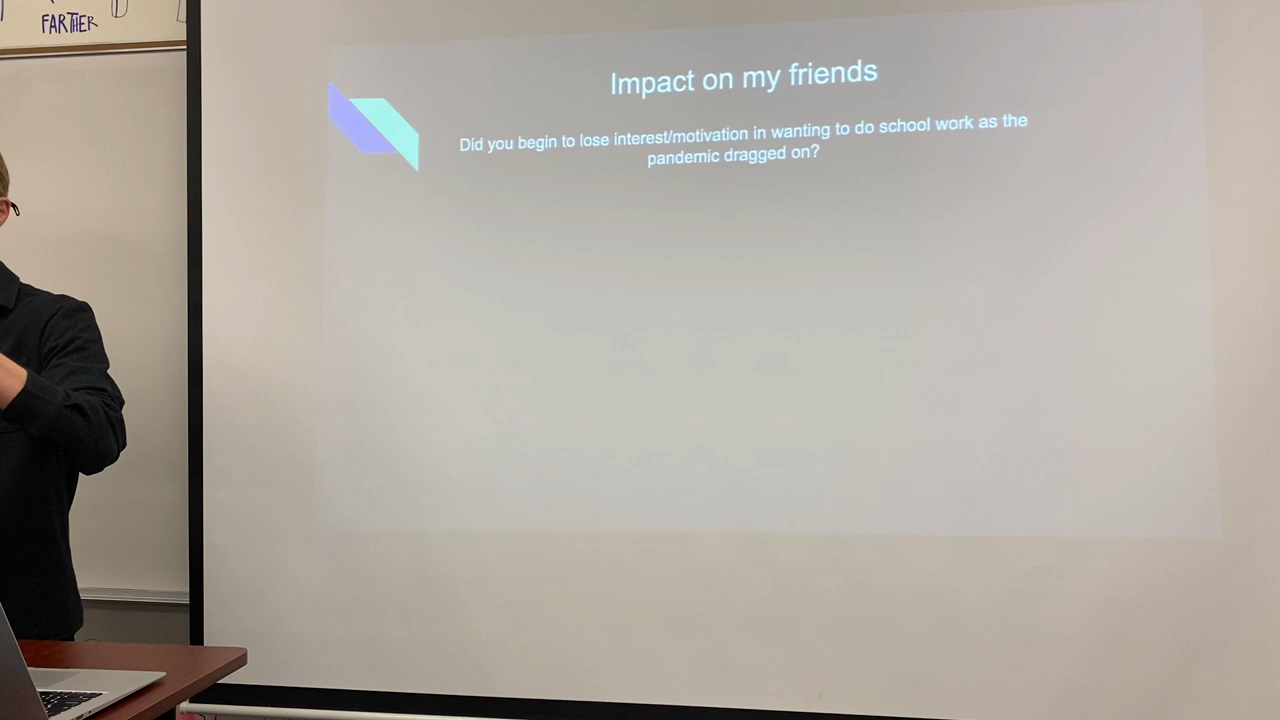 FARTHER
Impact on my friends
Did you begin to lose interest/motivation in wanting to do school work as the
pandemic dragged on?